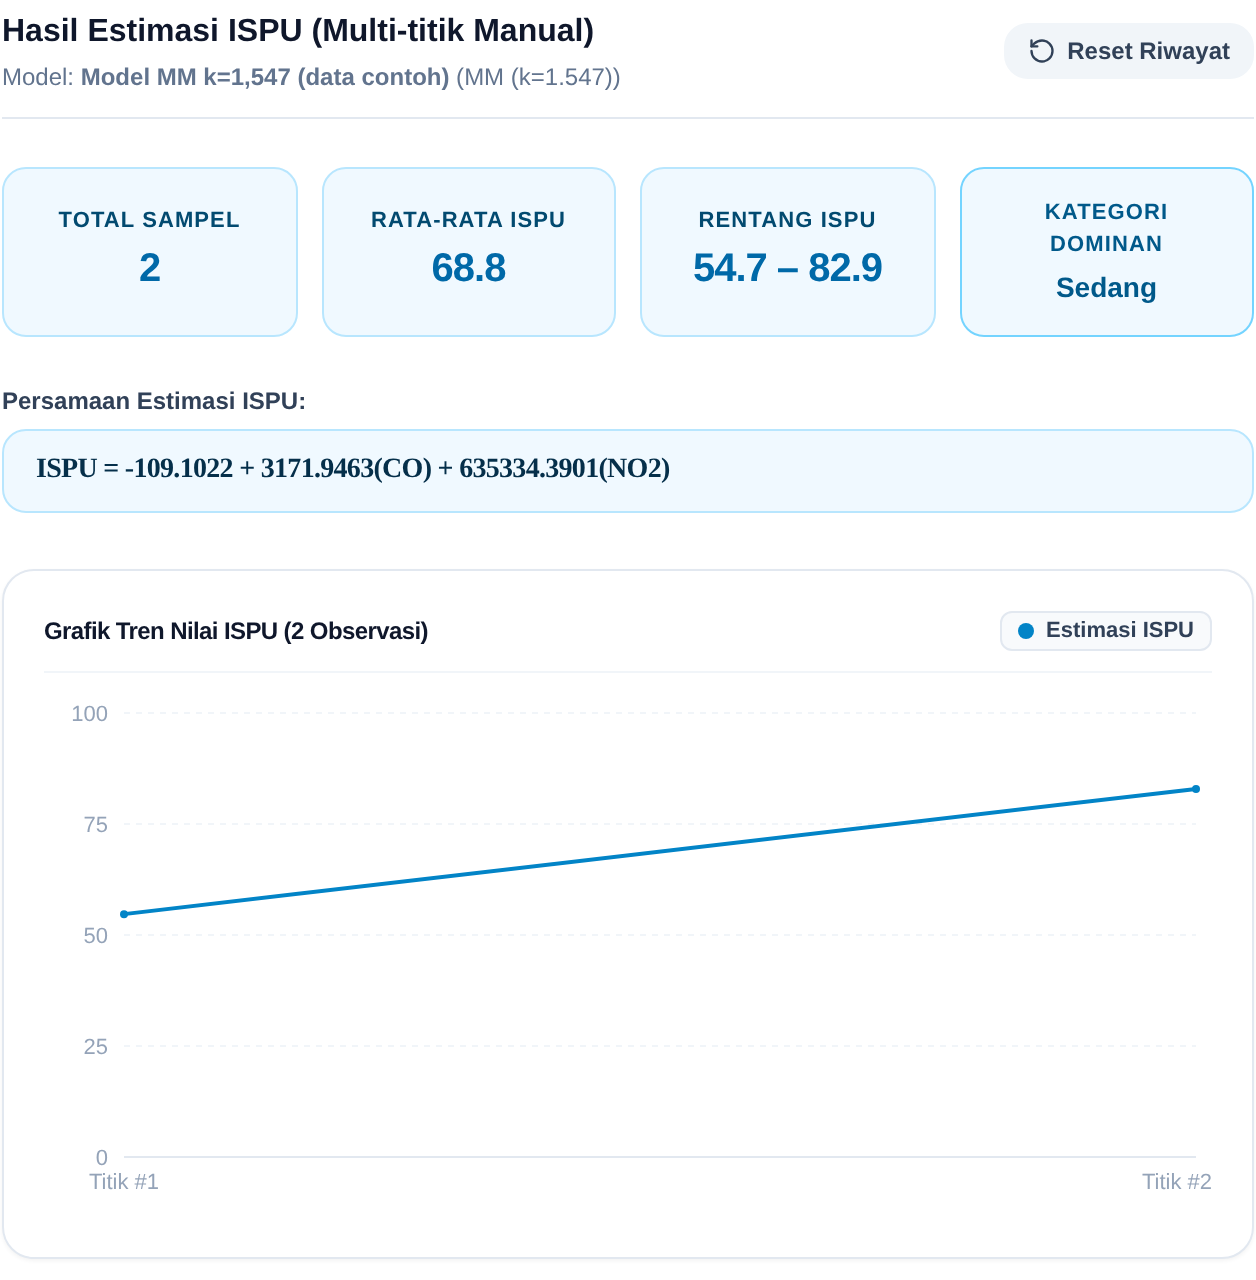 Hasil Estimasi ISPU (Multi-titik Manual)
Reset Riwayat
Model: Model MM k=1,547 (data contoh) (MM (k=1.547))
TOTAL SAMPEL
2
RATA-RATA ISPU
68.8
RENTANG ISPU
54.7 – 82.9
KATEGORI
DOMINAN
Sedang
Persamaan Estimasi ISPU:
ISPU = -109.1022 + 3171.9463(CO) + 635334.3901(NO2)
Grafik Tren Nilai ISPU (2 Observasi)
Estimasi ISPU
100
75
50
25
0
Titik #1
Titik #2